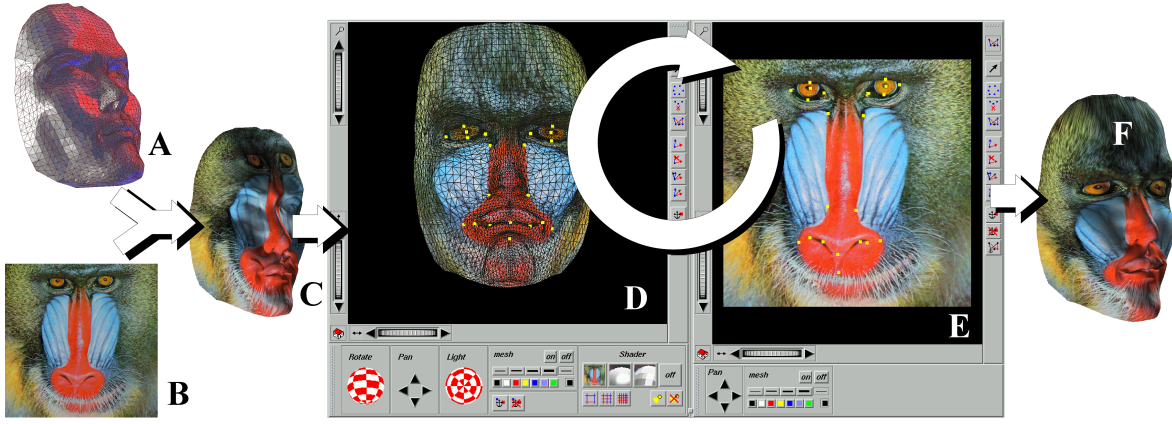 A
B
C
D
E
F
Rotate
Pan
Light
mesh
on off
Shader
off
Pan
mesh
on off